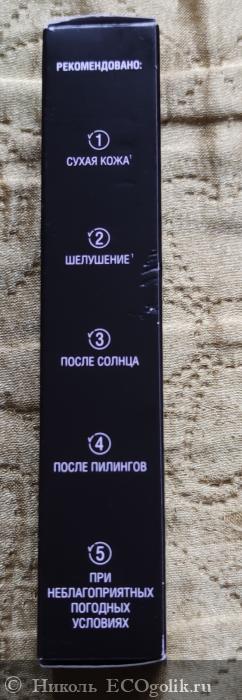 РЕКОМЕНДОВАНО:
1
СУХАЯ КОЖА¹
2
ШЕЛУШЕНИЕ¹
3
ПОСЛЕ СОЛНЦА
4
ПОСЛЕ ПИЛИНГОВ
5
ПРИ
НЕБЛАГОПРИЯТНЫХ
ПОГОДНЫХ
УСЛОВИЯХ
© Николь ECOgolik.ru